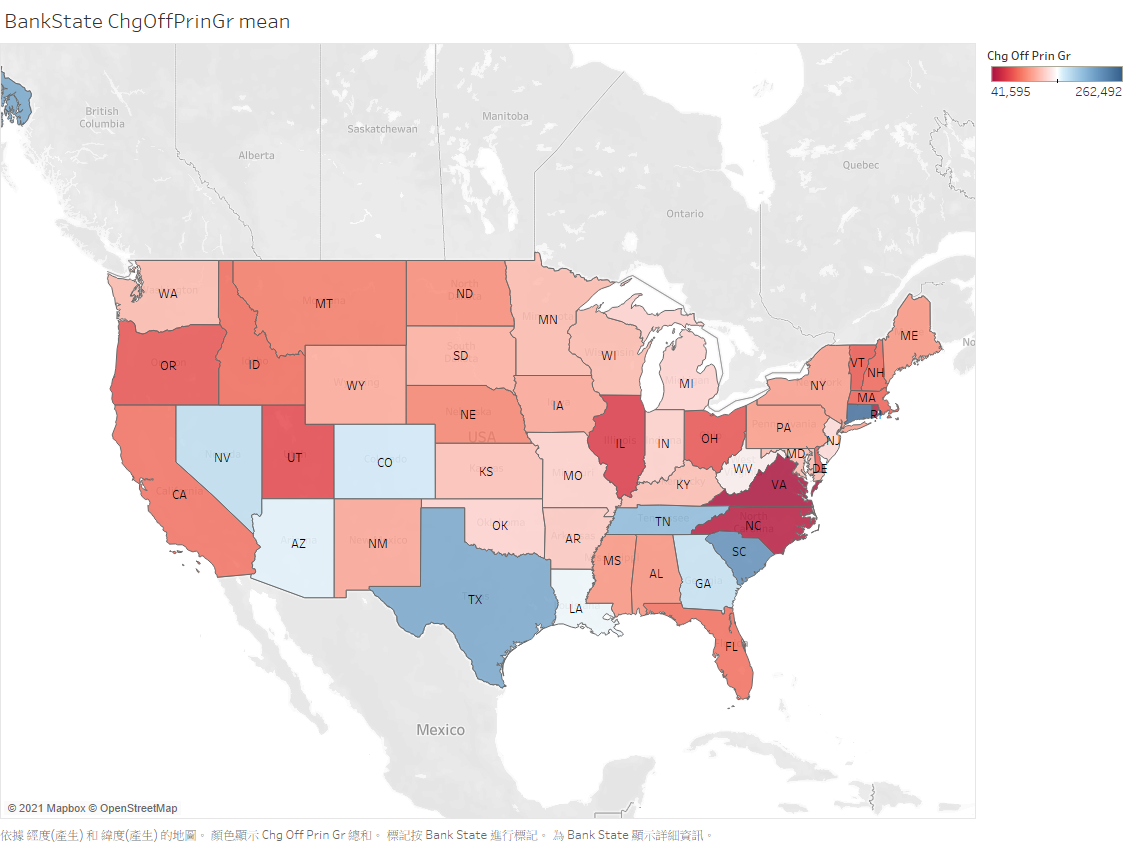 BankState ChgOffPrinGr mean
Chg Off Prin Gr
41,595 262,492
British
Columbia
Alberta
Saskatchewan
Manitoba
Ontario
Quebec
WA
MT
ND
MN
OR
ID
WY
SD
WI
MI
ME
VT
NH
NY
MA
RI
NE
USA
IA
PA
NJ
NV
UT
CO
KS
MO
IL
IN
OH
MD
DE
WV
VA
KY
CA
AZ
NM
OK
AR
TN
NC
SC
MS
AL
GA
TX
LA
FL
Mexico
No
© 2021 Mapbox © OpenStreetMap
依據 經度(產生) 和 緯度(產生) 的地圖。 顏色顯示 Chg Off Prin Gr 總和。 標記按 Bank State 進行標記。 為 Bank State 顯示詳細資訊。